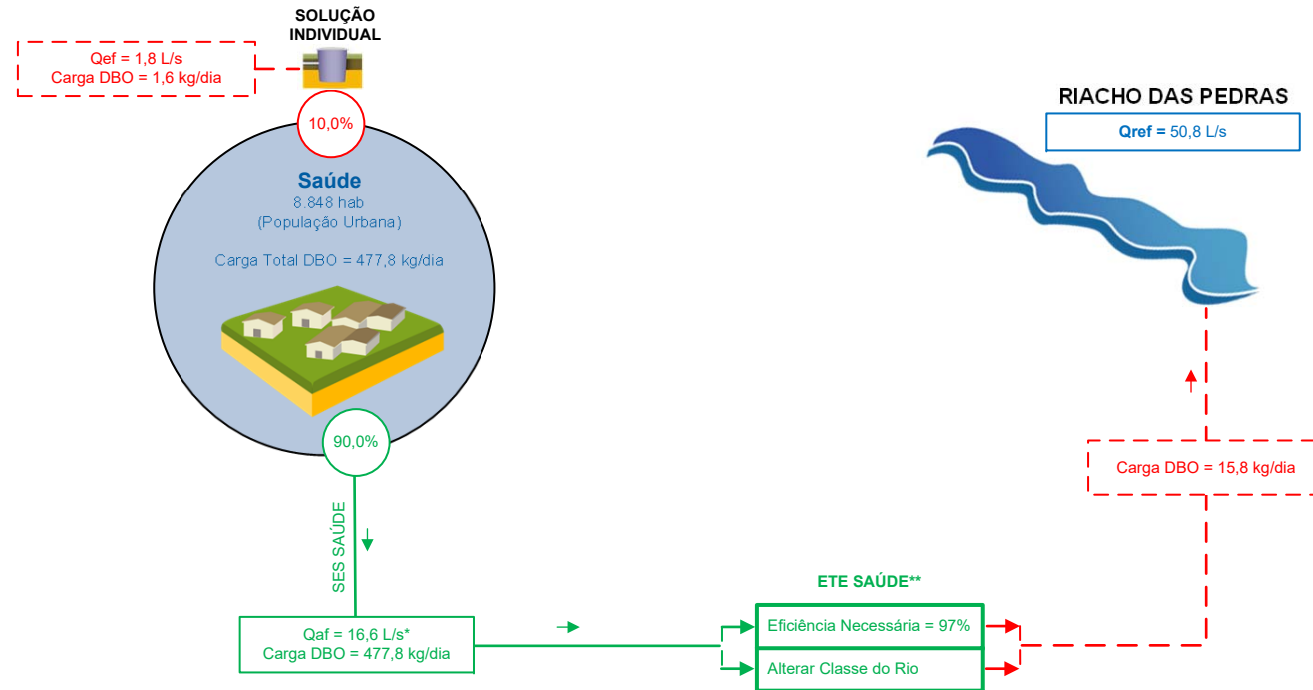 SOLUÇÃO
INDIVIDUAL
Qef = 1,8 L/s
Carga DBO = 1,6 kg/dia
10,0%
Saúde
8.848 hab
(População Urbana)
Carga Total DBO = 477,8 kg/dia
90,0%
SES SAÚDE
Qaf = 16,6 L/s*
Carga DBO = 477,8 kg/dia
ETE SAÚDE**
Eficiência Necessária = 97%
Alterar Classe do Rio
RIACHO DAS PEDRAS
Qref = 50,8 L/s
Carga DBO = 15,8 kg/dia